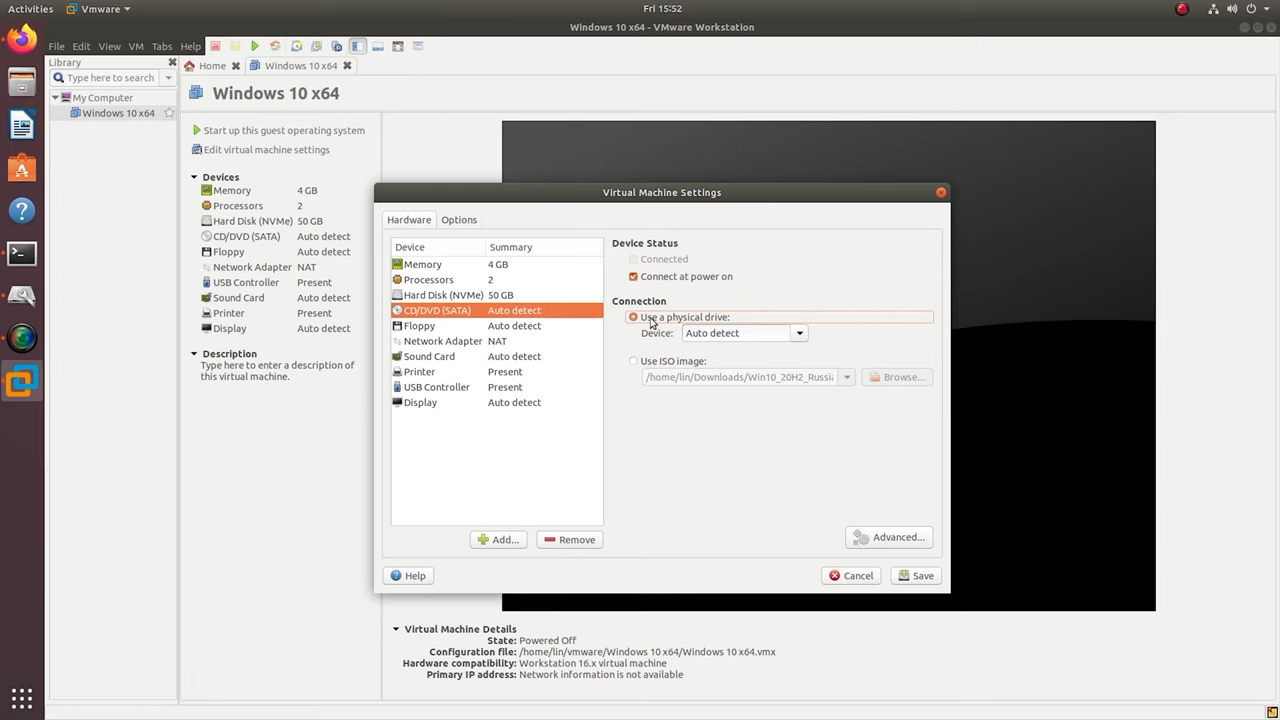 Activities VMware Fri 15:52
Windows 10 x64 - VMware Workstation
File Edit View VM Tabs Help
Library
Type here to search
My Computer
Windows 10 x64
Home Windows 10 x64
Windows 10 x64
Start up this guest operating system
Edit virtual machine settings
Devices
Memory 4 GB
Processors 2
Hard Disk (NVMe) 50 GB
CD/DVD (SATA) Auto detect
Floppy Auto detect
Network Adapter NAT
USB Controller Present
Sound Card Auto detect
Printer Present
Display Auto detect
Description
Type here to enter a description of
this virtual machine.
Virtual Machine Settings
Hardware Options
Device Summary
Memory 4 GB
Processors 2
Hard Disk (NVMe) 50 GB
CD/DVD (SATA) Auto detect
Floppy Auto detect
Network Adapter NAT
Sound Card Auto detect
Printer Present
USB Controller Present
Display Auto detect
Add... Remove
Device Status
Connected
Connect at power on
Connection
Use a physical drive:
Device: Auto detect
Use ISO image:
/home/lin/Downloads/Win10_20H2_Russi Browse...
Advanced...
Help Cancel Save
Virtual Machine Details
State: Powered Off
Configuration file: /home/lin/vmware/Windows 10 x64/Windows 10 x64.vmx
Hardware compatibility: Workstation 16.x virtual machine
Primary IP address: Network information is not available